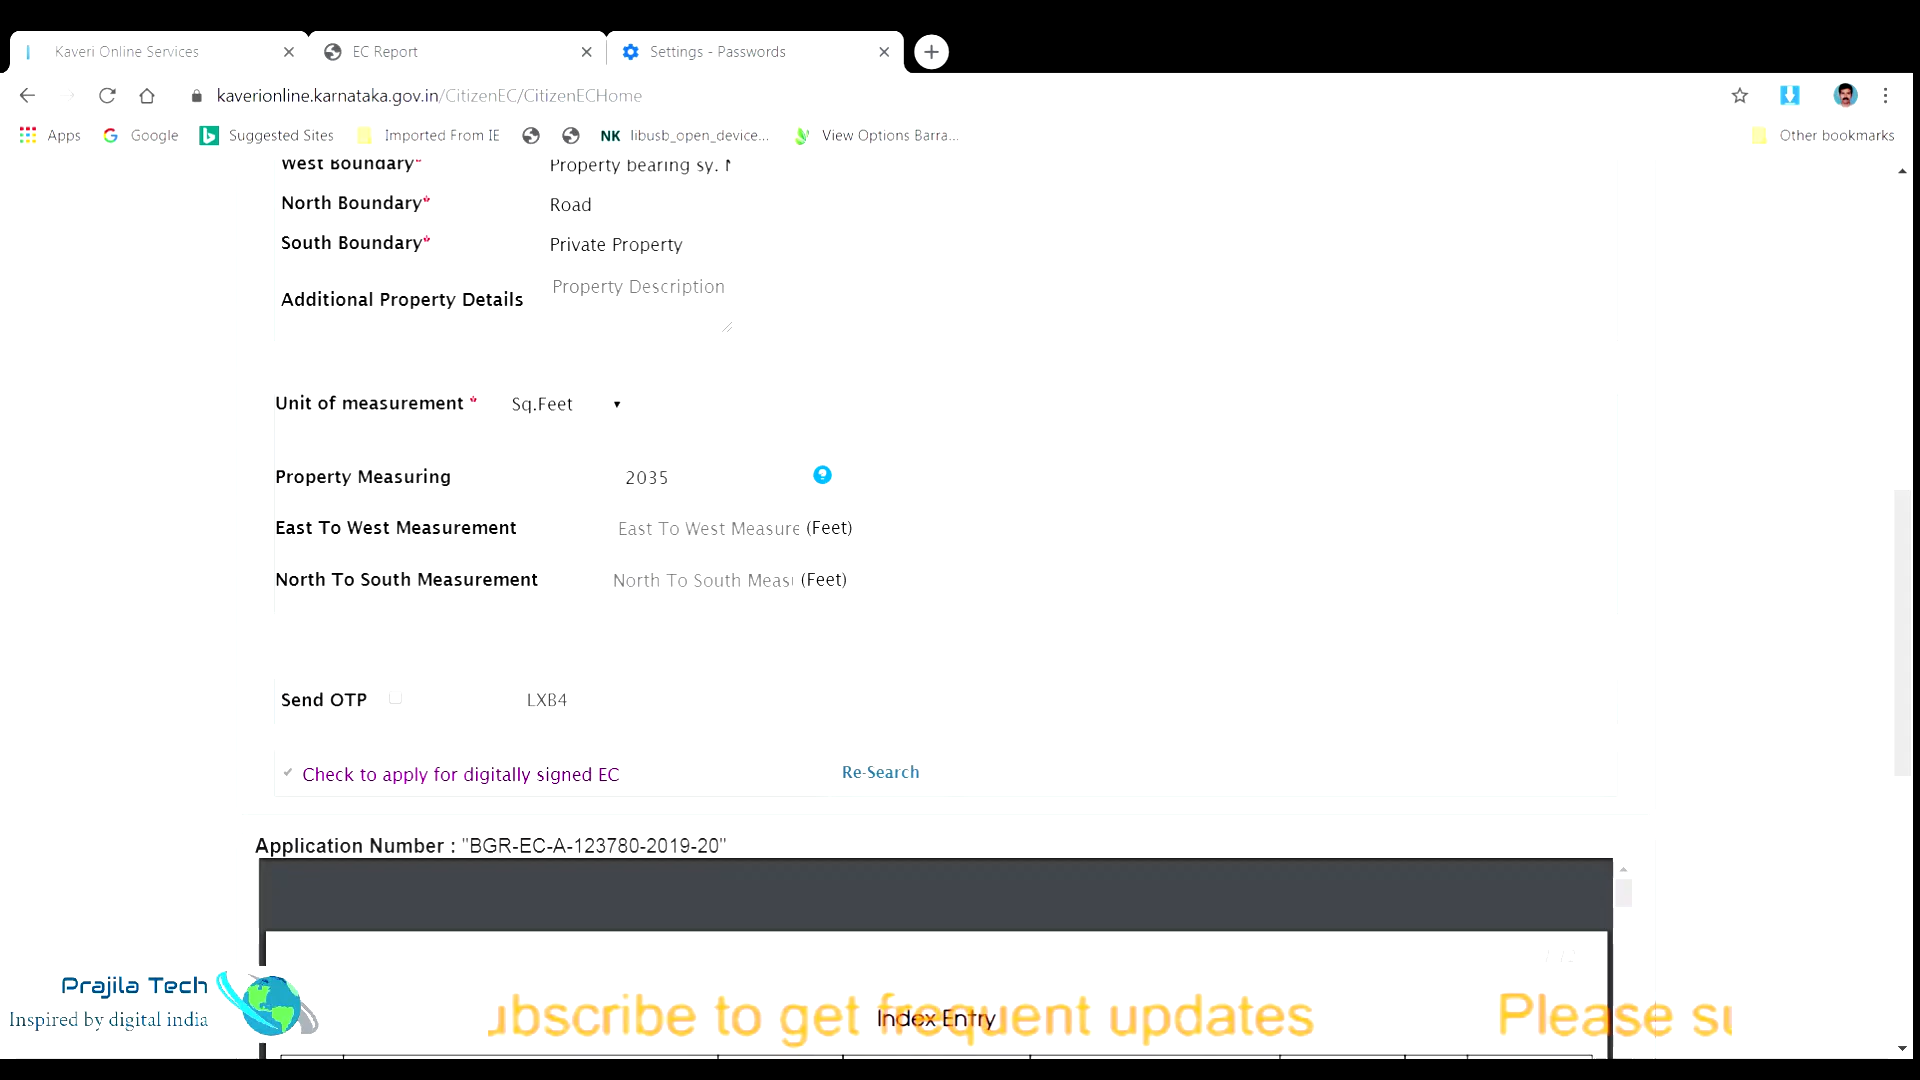 Kaveri Online Services
EC Report
Settings - Passwords
kaverionline.karnataka.gov.in/CitizenEC/CitizenECHome
Apps
Google
Suggested Sites
Imported From IE
NK libusb_open_device...
View Options Barra...
Other bookmarks
West Boundary* Property bearing sy. N
North Boundary* Road
South Boundary* Private Property
Additional Property Details Property Description
Unit of measurement * Sq.Feet
Property Measuring 2035
East To West Measurement East To West Measure (Feet)
North To South Measurement North To South Meas (Feet)
Send OTP LXB4
Check to apply for digitally signed EC Re-Search
Application Number : "BGR-EC-A-123780-2019-20"
Index Entry
Prajila Tech
Inspired by digital india
ubscribe to get frequent updates Please su